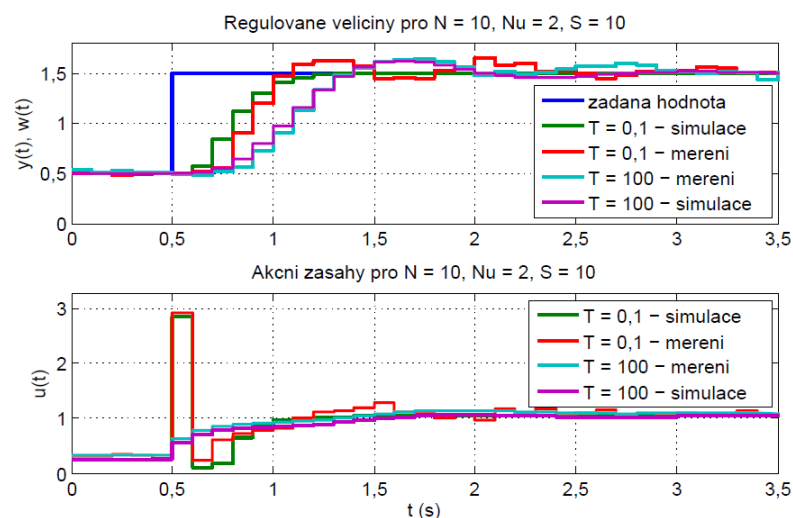 Regulovane veliciny pro N = 10, Nu = 2, S = 10
y(t), w(t)
1,5
1
0,5
0
zadana hodnota
T = 0,1 − simulace
T = 0,1 − mereni
T = 100 − mereni
T = 100 − simulace
0 0,5 1 1,5 2 2,5 3 3,5
Akcni zasahy pro N = 10, Nu = 2, S = 10
u(t)
3
2
1
0
T = 0,1 − simulace
T = 0,1 − mereni
T = 100 − mereni
T = 100 − simulace
0 0,5 1 1,5 2 2,5 3 3,5
t (s)